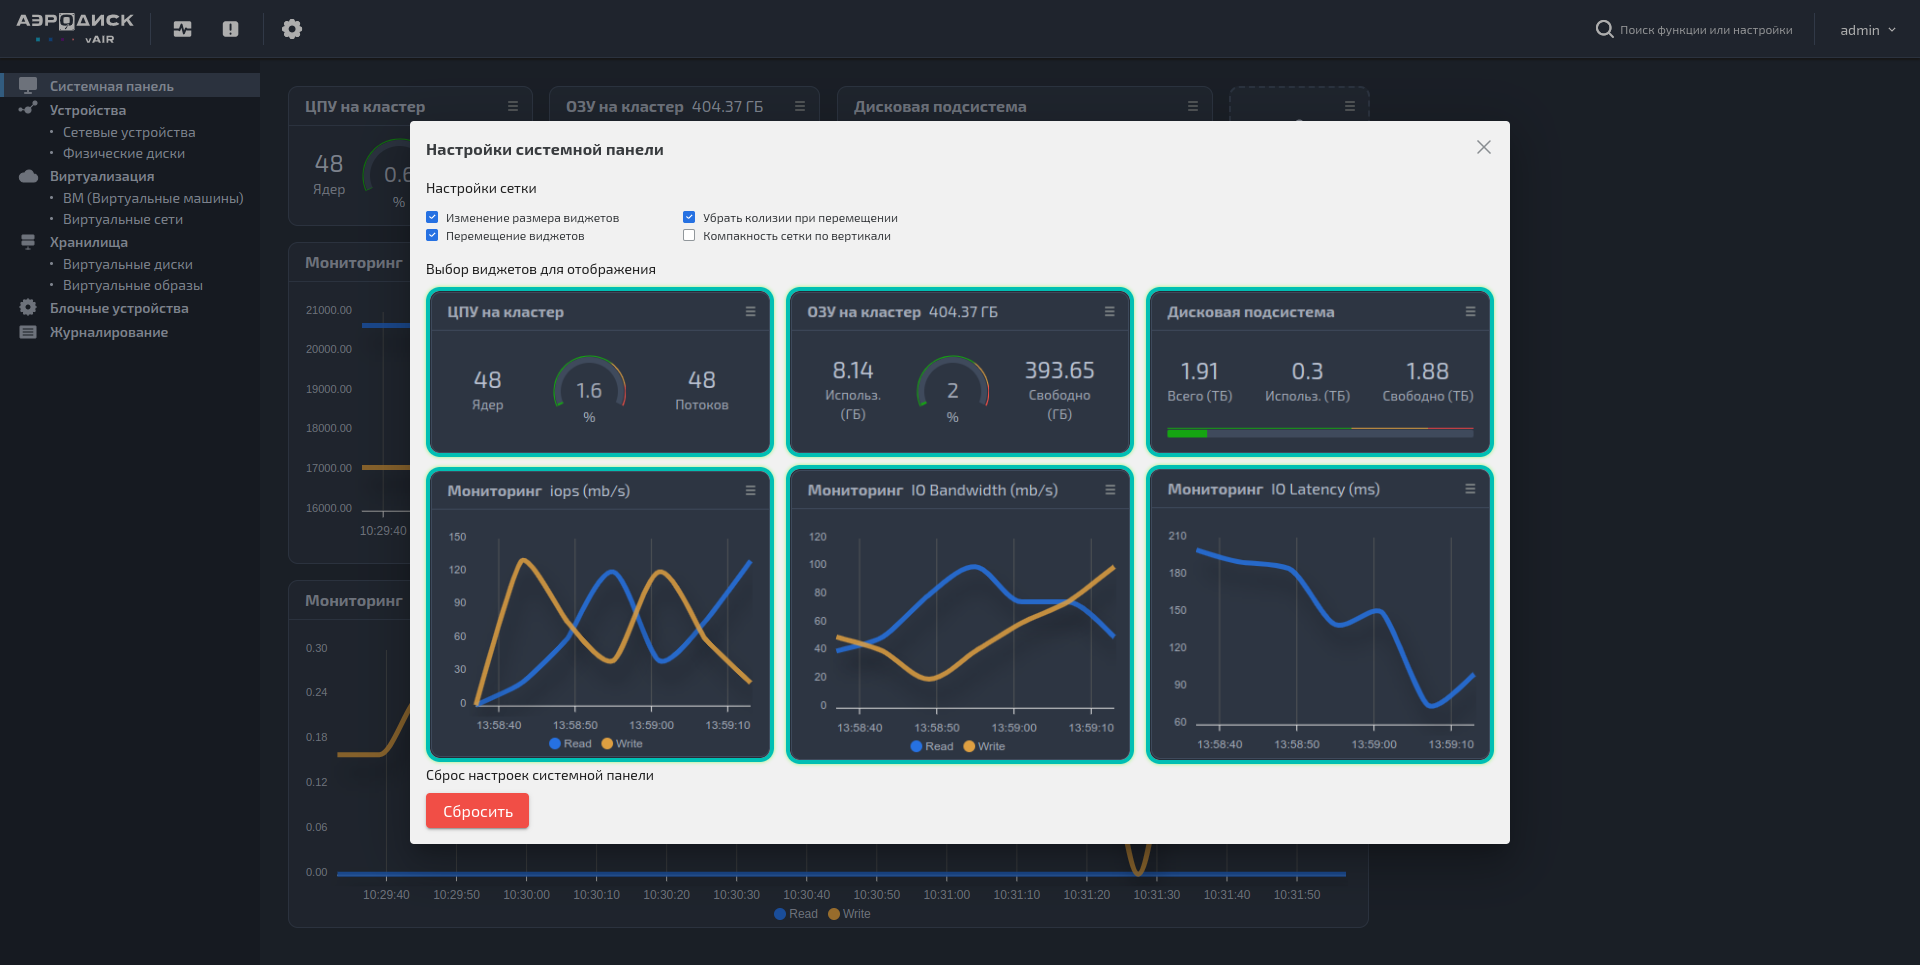 АЭРОДИСК
vAIR
Поиск функции или настройки
admin
Системная панель
Устройства
Сетевые устройства
Физические диски
Виртуализация
ВМ (Виртуальные машины)
Виртуальные сети
Хранилища
Виртуальные диски
Виртуальные образы
Блочные устройства
Журналирование
ЦПУ на кластер
ОЗУ на кластер 404.37 ГБ
Дисковая подсистема
48
Ядер
0.6
%
Мониторинг
21000.00
20000.00
19000.00
18000.00
17000.00
16000.00
10:29:40
Мониторинг
0.30
0.24
0.18
0.12
0.06
0.00
10:29:40 10:29:50 10:30:00 10:30:10 10:30:20 10:30:30 10:30:40 10:30:50 10:31:00 10:31:10 10:31:20 10:31:30 10:31:40 10:31:50
Read Write
Настройки системной панели
Настройки сетки
Изменение размера виджетов
Убрать колизии при перемещении
Перемещение виджетов
Компакность сетки по вертикали
Выбор виджетов для отображения
ЦПУ на кластер
48
Ядер
1.6
%
48
Потоков
ОЗУ на кластер 404.37 ГБ
8.14
Использ.
(ГБ)
2
%
393.65
Свободно
(ГБ)
Дисковая подсистема
1.91
Всего (ТБ)
0.3
Использ. (ТБ)
1.88
Свободно (ТБ)
Мониторинг iops (mb/s)
150
120
90
60
30
0
13:58:40 13:58:50 13:59:00 13:59:10
Read Write
Мониторинг IO Bandwidth (mb/s)
120
100
80
60
40
20
0
13:58:40 13:58:50 13:59:00 13:59:10
Read Write
Мониторинг IO Latency (ms)
210
180
150
120
90
60
13:58:40 13:58:50 13:59:00 13:59:10
Сброс настроек системной панели
Сбросить